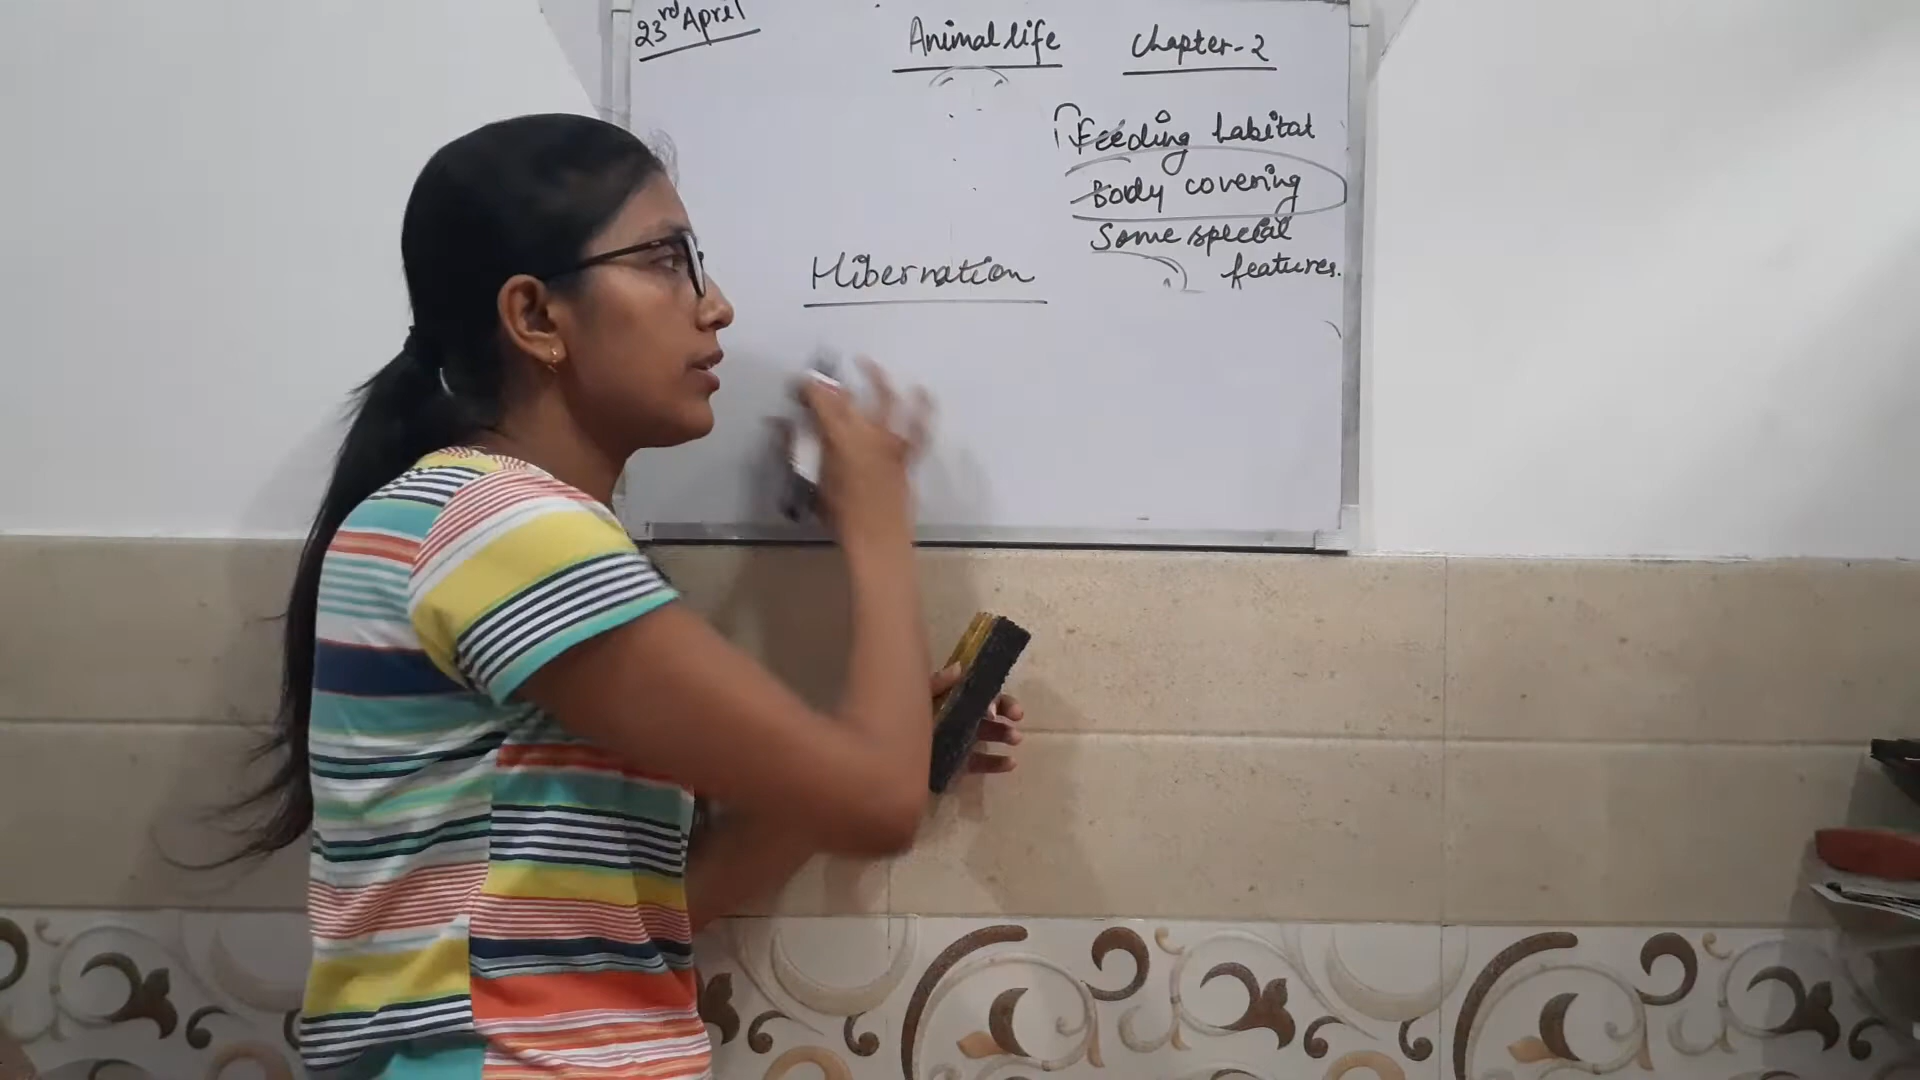 23rd April
Animal life
Chapter-2
Feeding habitat
Body covering
Some special
features.
Hibernation